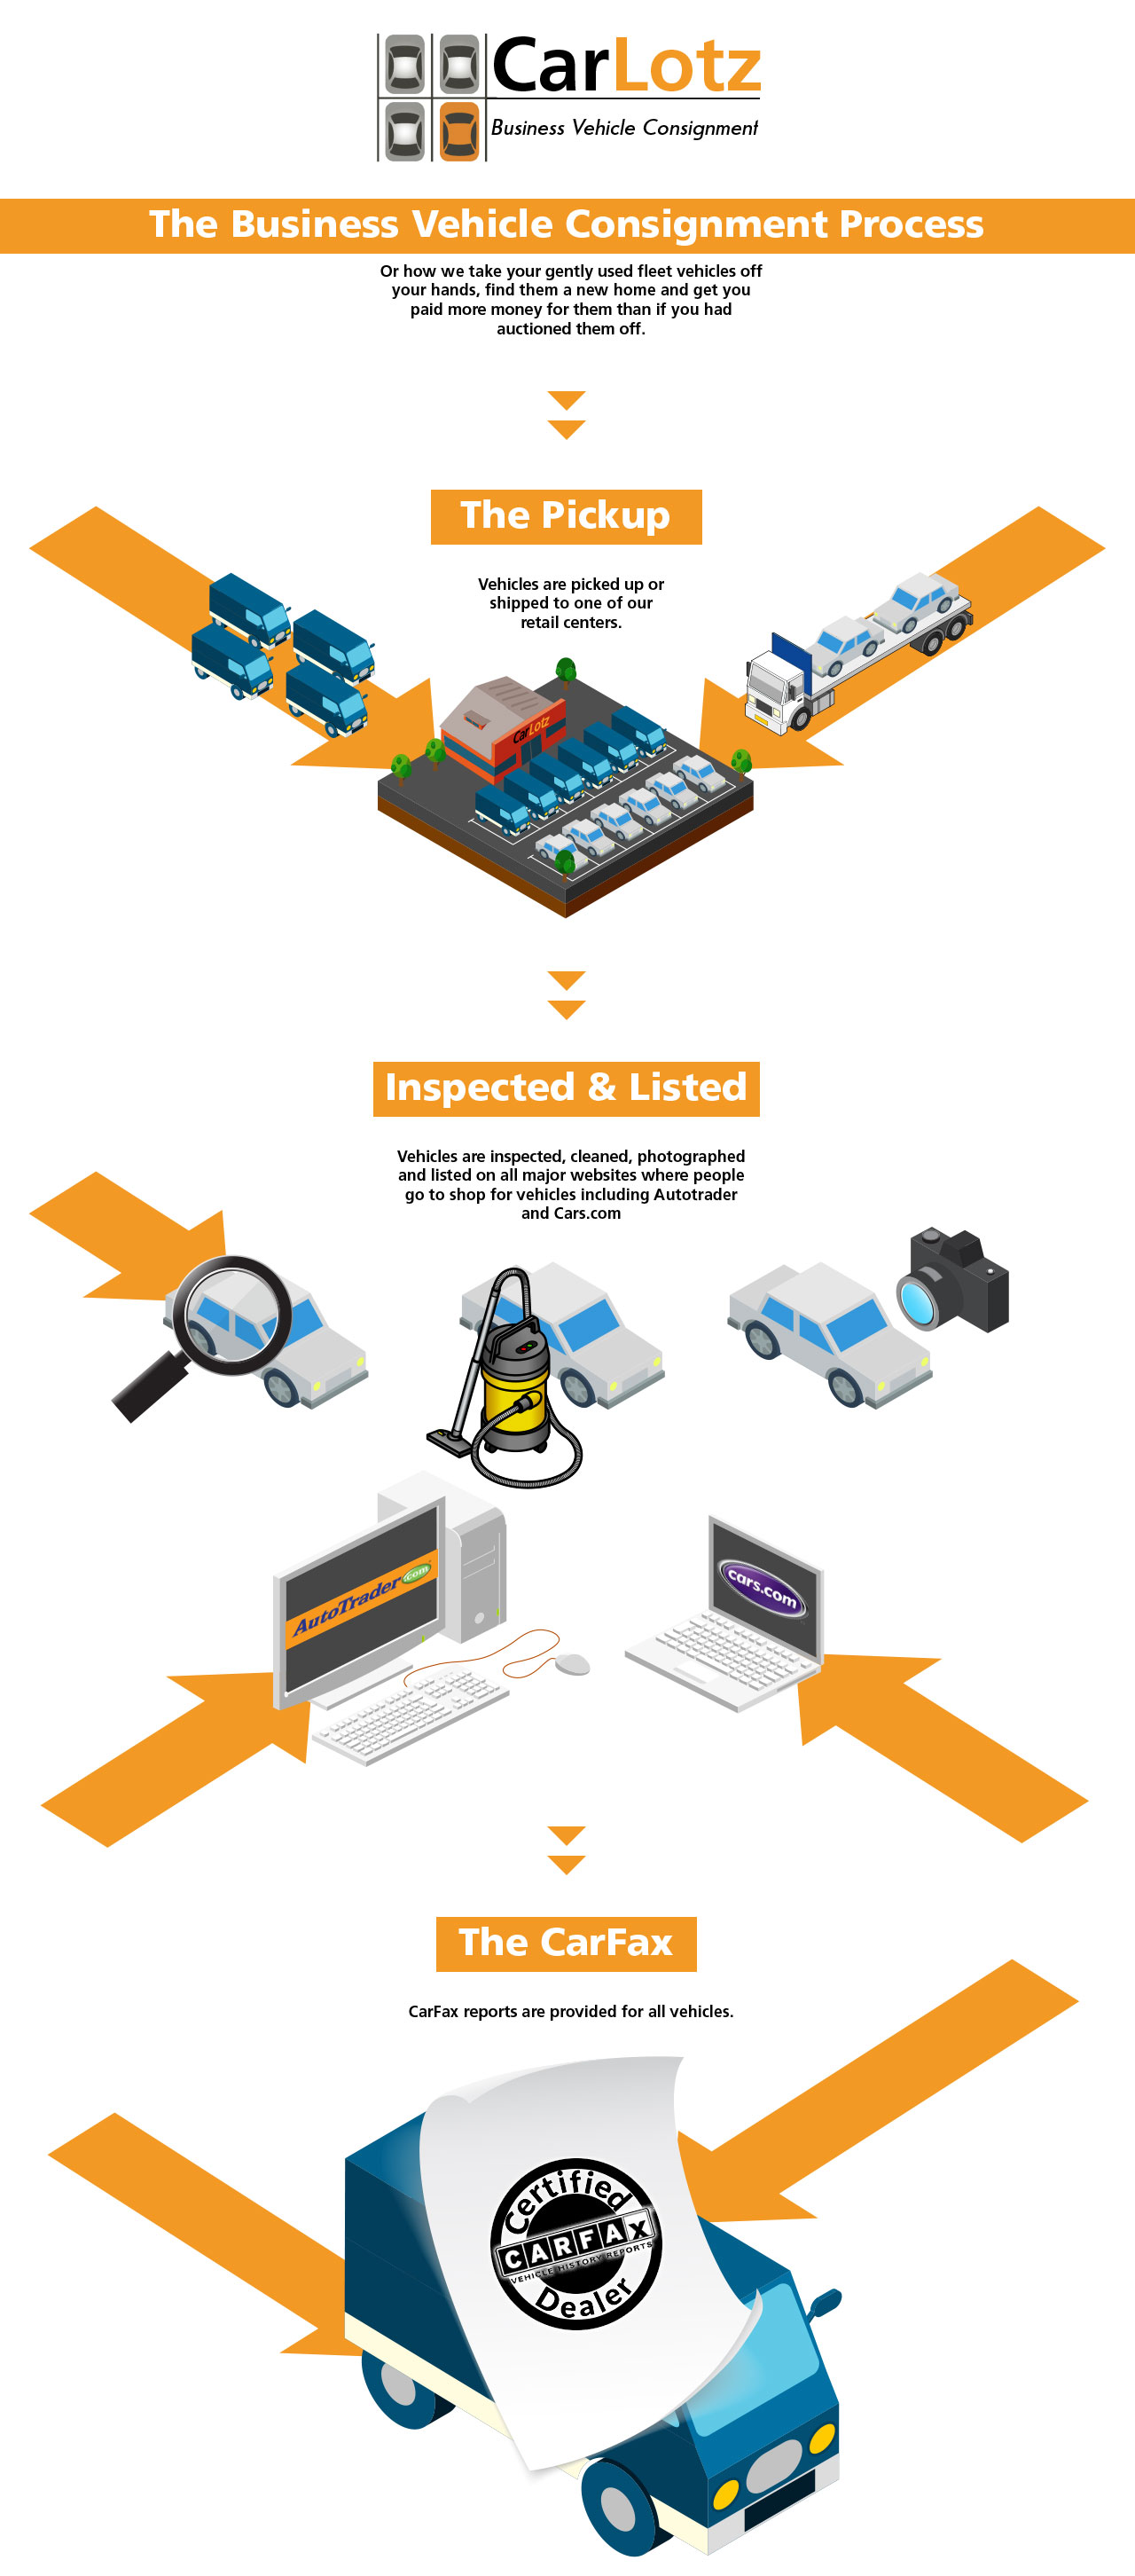 CarLotz
Business Vehicle Consignment
The Business Vehicle Consignment Process
Or how we take your gently used fleet vehicles off
your hands, find them a new home and get you
paid more money for them than if you had
auctioned them off.
The Pickup
Vehicles are picked up or
shipped to one of our
retail centers.
CarLotz
Inspected & Listed
Vehicles are inspected, cleaned, photographed
and listed on all major websites where people
go to shop for vehicles including Autotrader
and Cars.com
AutoTrader.com
cars.com
The CarFax
CarFax reports are provided for all vehicles.
Certified
CARFAX
VEHICLE HISTORY REPORTS
Dealer